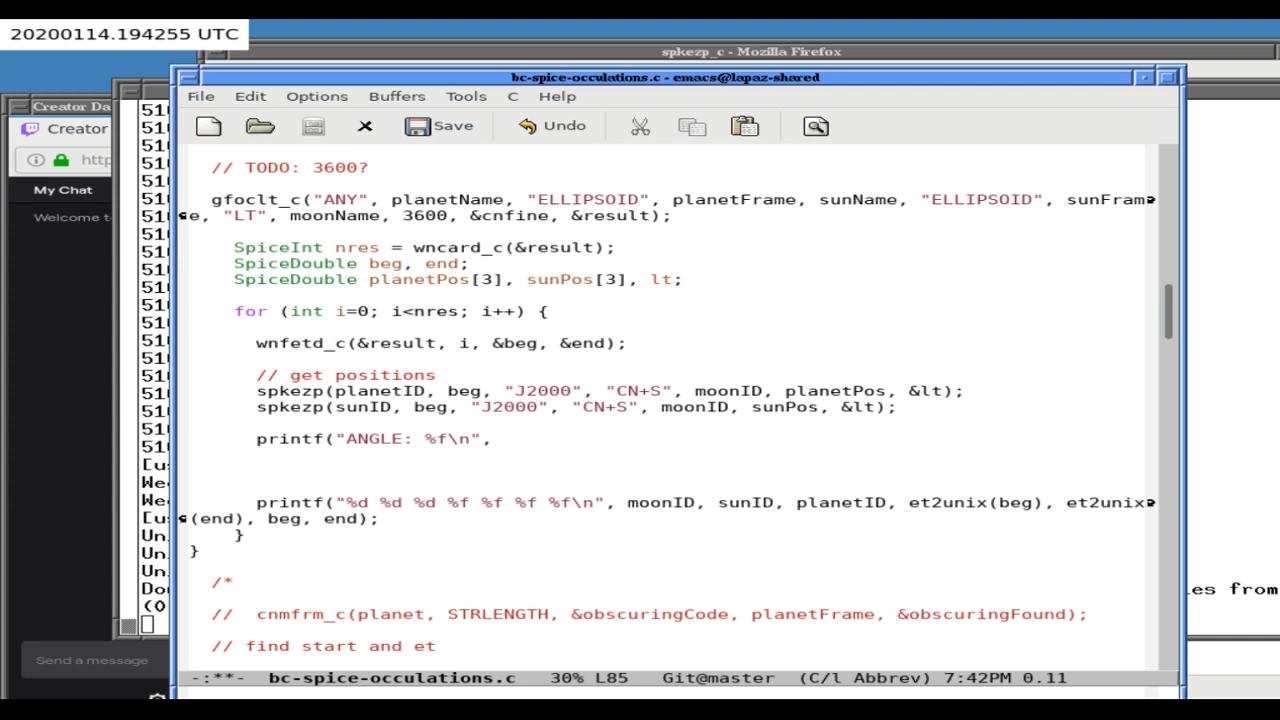 20200114.194255 UTC
spkezp_c - Mozilla Firefox
bc-spice-occulations.c - emacs@lapaz-shared
Creator Da
Creator
http
My Chat
Welcome to
Send a message
File Edit Options Buffers Tools C Help
Save Undo
// TODO: 3600?
gfoclt_c("ANY", planetName, "ELLIPSOID", planetFrame, sunName, "ELLIPSOID", sunFram
e, "LT", moonName, 3600, &cnfine, &result);
SpiceInt nres = wncard_c(&result);
SpiceDouble beg, end;
SpiceDouble planetPos[3], sunPos[3], lt;
for (int i=0; i<nres; i++) {
wnfetd_c(&result, i, &beg, &end);
// get positions
spkezp(planetID, beg, "J2000", "CN+S", moonID, planetPos, &lt);
spkezp(sunID, beg, "J2000", "CN+S", moonID, sunPos, &lt);
printf("ANGLE: %f\n",
printf("%d %d %d %f %f %f %f\n", moonID, sunID, planetID, et2unix(beg), et2unix
(end), beg, end);
}
}
/*
// cnmfrm_c(planet, STRLENGTH, &obscuringCode, planetFrame, &obscuringFound);
// find start and et
-:**- bc-spice-occulations.c 30% L85 Git@master (C/l Abbrev) 7:42PM 0.11
es from